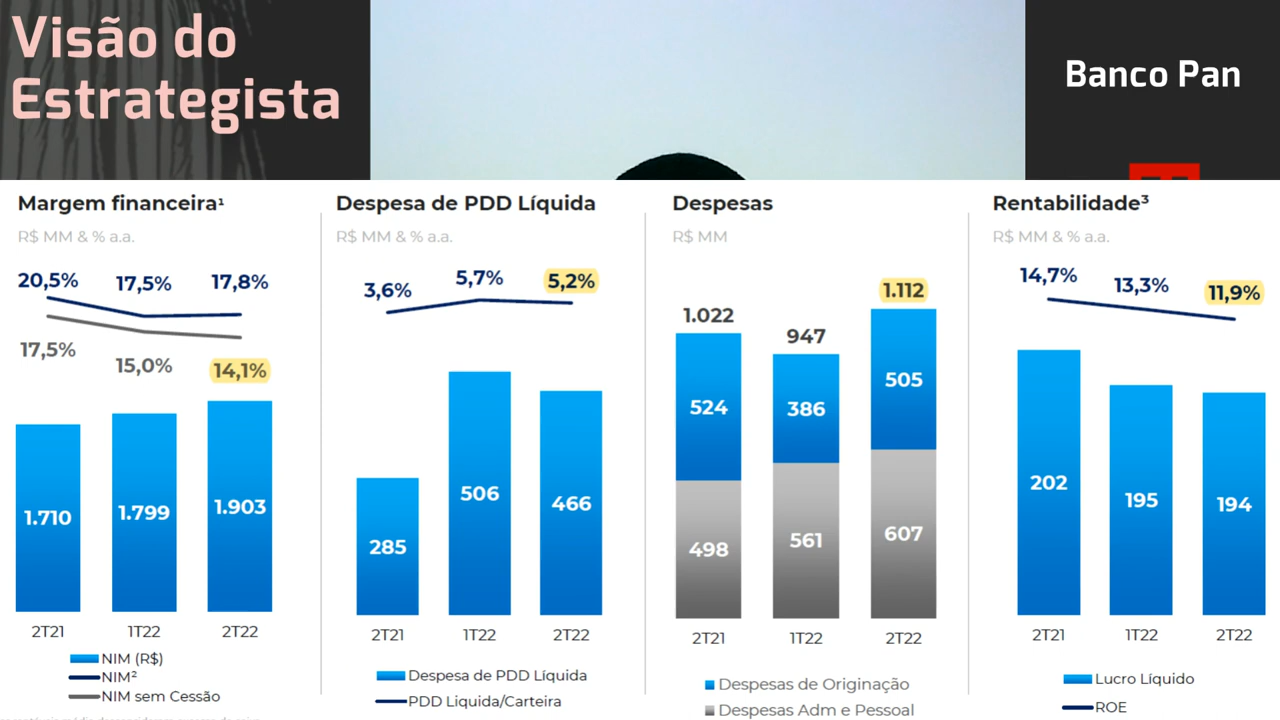 Visão do
Estrategista
Banco Pan
Margem financeira¹
R$ MM & % a.a.
20,5% 17,5% 17,8%
17,5% 15,0% 14,1%
1.710 1.799 1.903
2T21 1T22 2T22
NIM (R$)
NIM²
NIM sem Cessão
Despesa de PDD Líquida
R$ MM & % a.a.
3,6% 5,7% 5,2%
285 506 466
2T21 1T22 2T22
Despesa de PDD Líquida
PDD Liquida/Carteira
Despesas
R$ MM
1.022 947 1.112
524 386 505
498 561 607
2T21 1T22 2T22
Despesas de Originação
Despesas Adm e Pessoal
Rentabilidade³
R$ MM & % a.a.
14,7% 13,3% 11,9%
202 195 194
2T21 1T22 2T22
Lucro Líquido
ROE